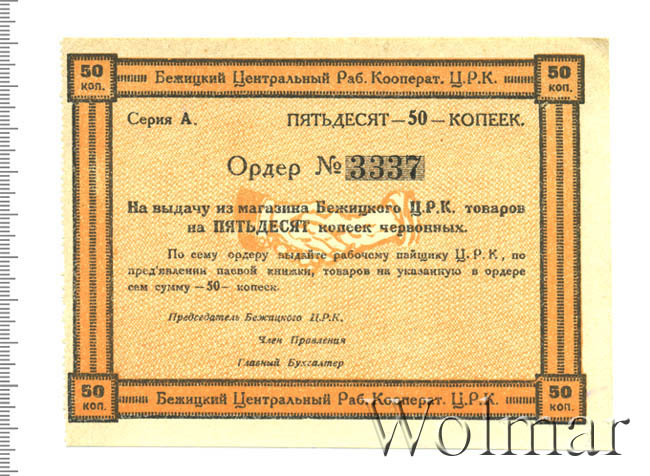 50 коп. Бежицкий Центральный Раб. Кооперат. Ц.Р.К. 50 коп.
Серия А. ПЯТЬДЕСЯТ—50—КОПЕЕК.
Ордер № 3337
На выдачу из магазина Бежицкого Ц.Р.К. товаров
на ПЯТЬДЕСЯТ копеек червонных.
По сему ордеру выдайте рабочему пайщику Ц.Р.К., по
пред'явлении паевой книжки, товаров на указанную в ордере
сем сумму —50— копеек.
Председатель Бежицкого Ц.Р.К.
Член Правления
Главный Бухгалтер
50 коп. Бежицкий Центральный Раб. Кооперат. Ц.Р.К. 50 коп.
Wolmar